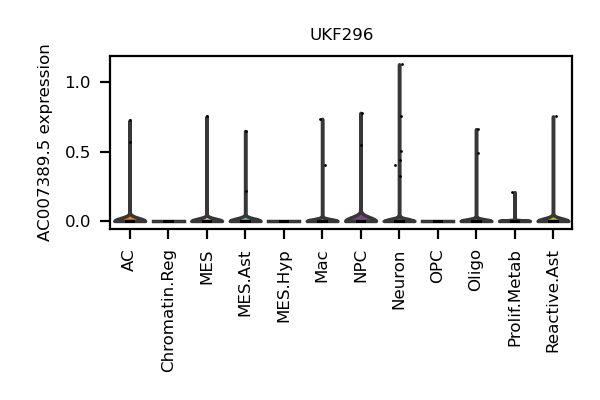 UKF296
AC007389.5 expression
1.0
0.5
0.0
AC
Chromatin.Reg
MES
MES.Ast
MES.Hyp
Mac
NPC
Neuron
OPC
Oligo
Prolif.Metab
Reactive.Ast